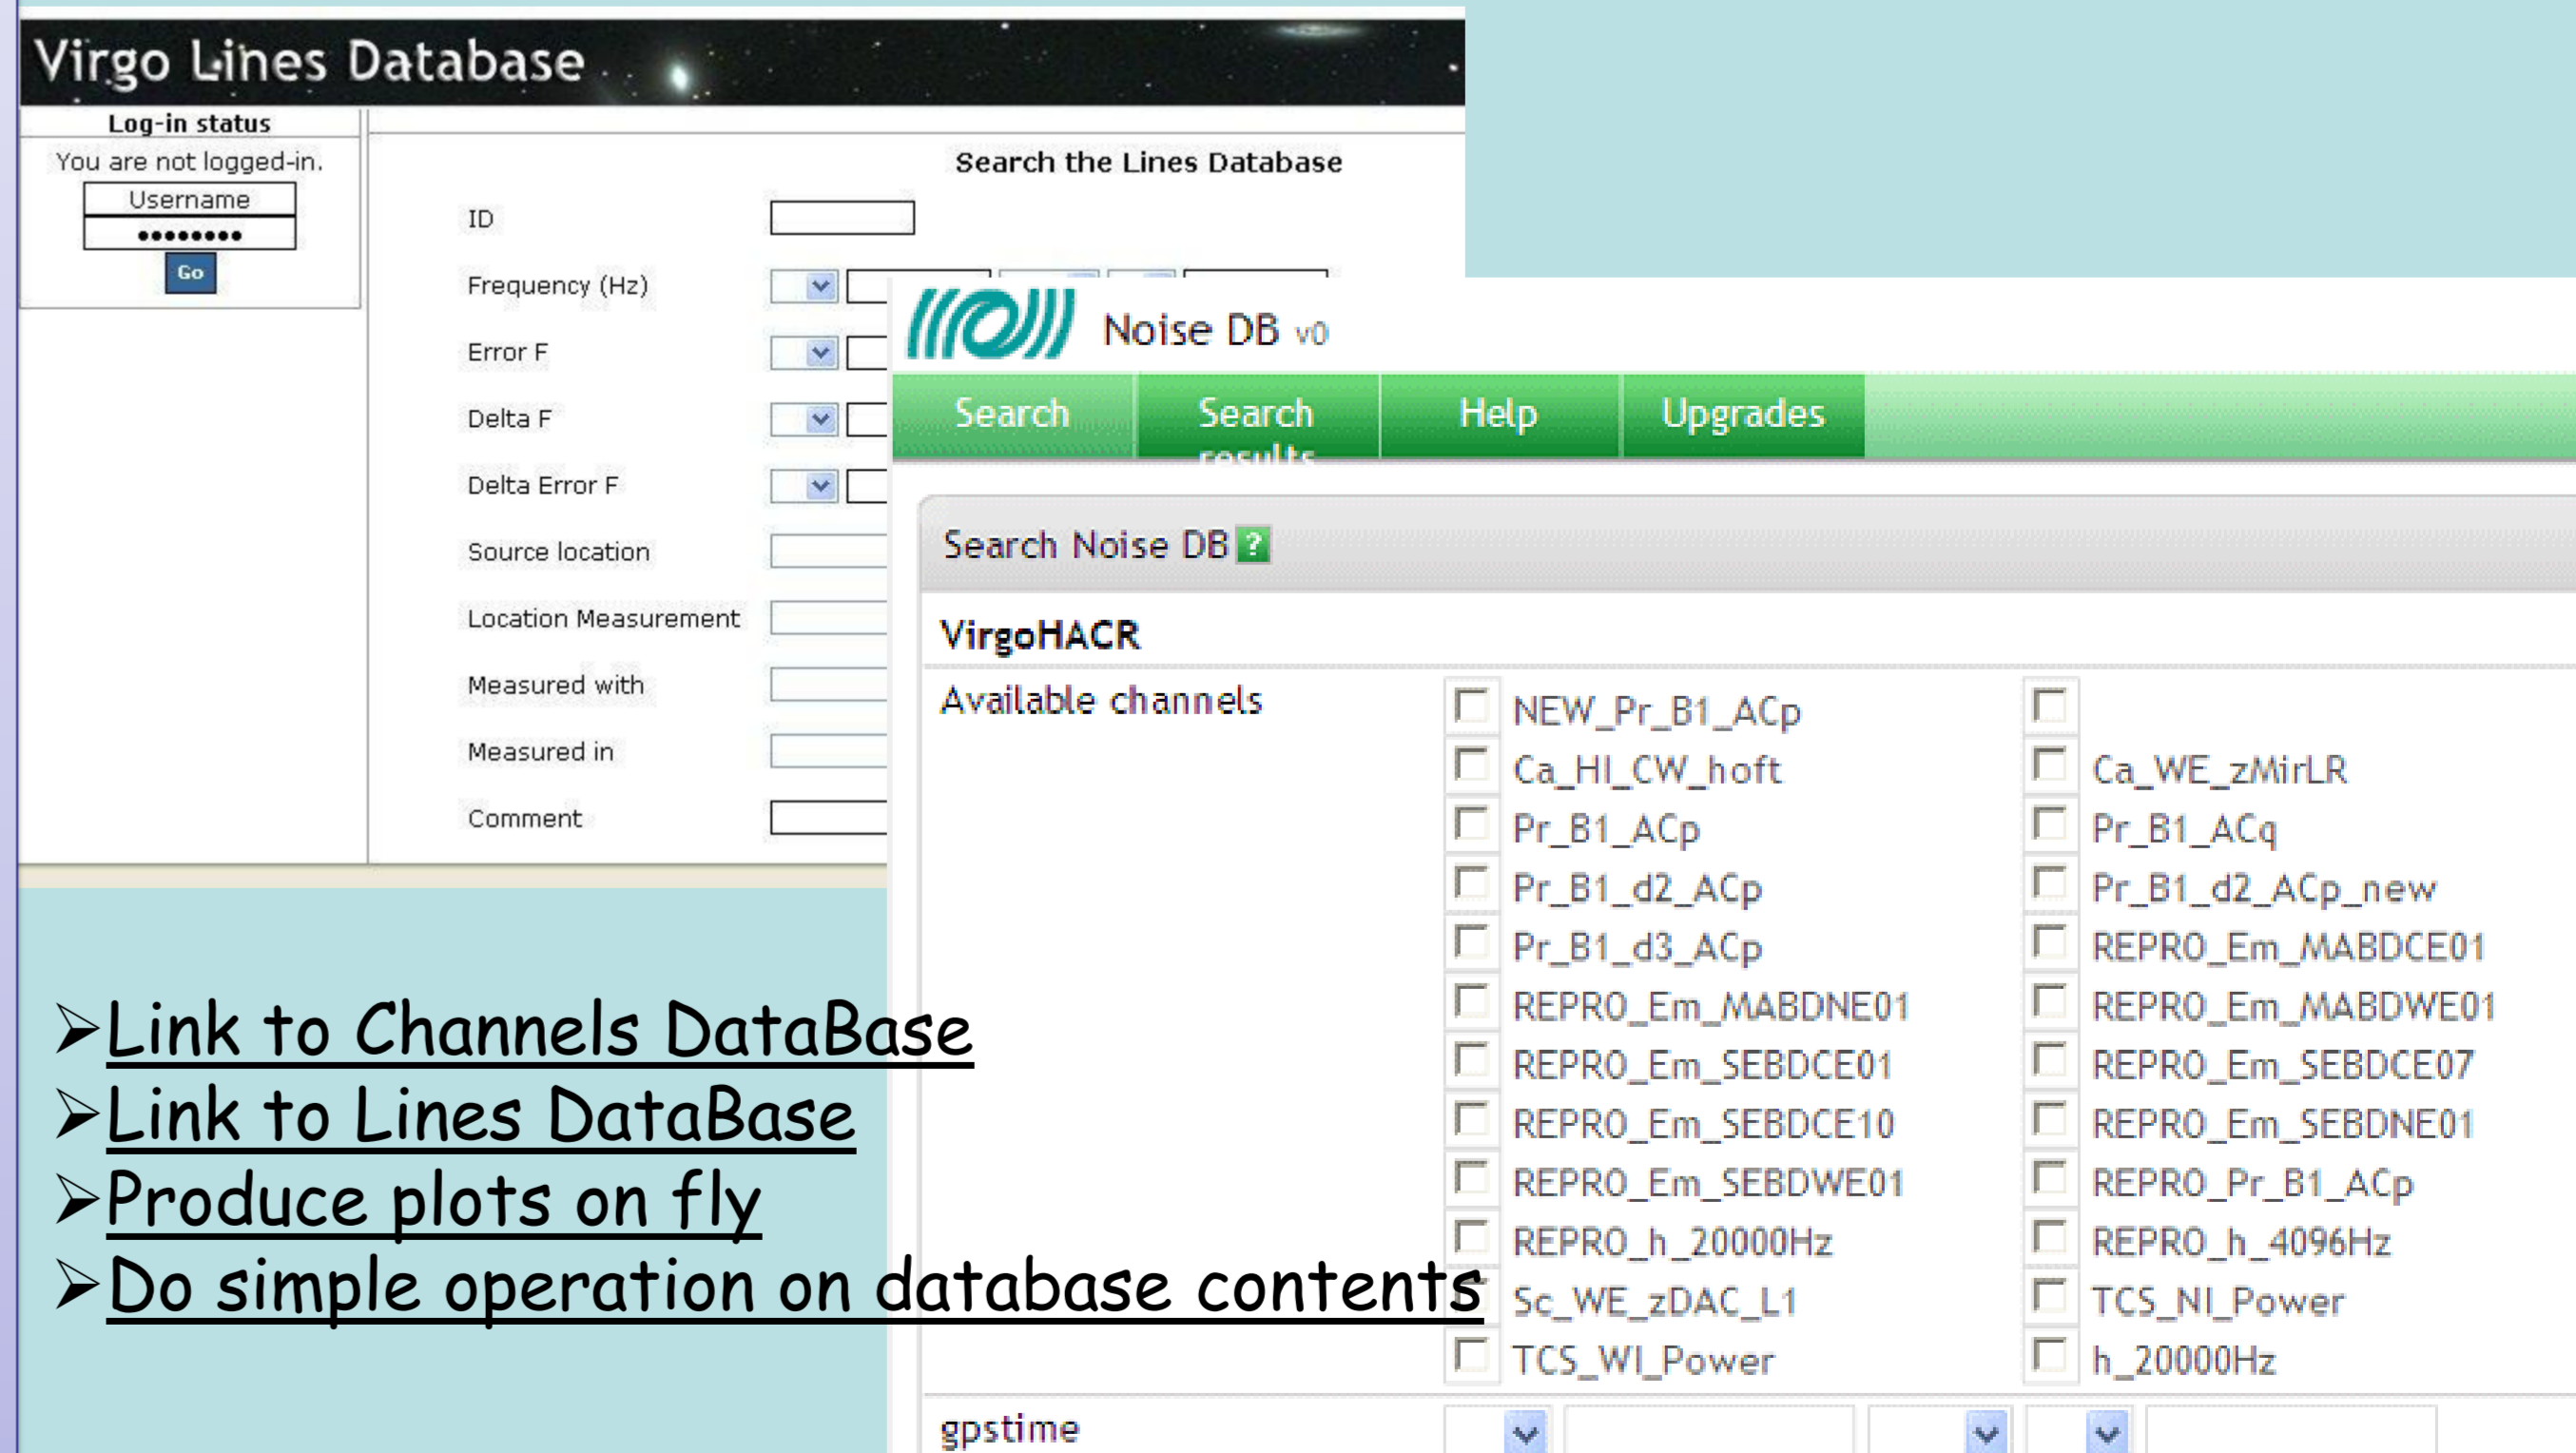 Virgo Lines Database
Log-in status
You are not logged-in.
Username
Go
Search the Lines Database
ID
Frequency (Hz)
Error F
Delta F
Delta Error F
Source location
Location Measurement
Measured with
Measured in
Comment
Noise DB v0
Search
Search results
Help
Upgrades
Search Noise DB ?
VirgoHACR
Available channels
NEW_Pr_B1_ACp
Ca_HI_CW_hoft Ca_WE_zMirLR
Pr_B1_ACp Pr_B1_ACq
Pr_B1_d2_ACp Pr_B1_d2_ACp_new
Pr_B1_d3_ACp REPRO_Em_MABDCE01
REPRO_Em_MABDNE01 REPRO_Em_MABDWE01
REPRO_Em_SEBDCE01 REPRO_Em_SEBDCE07
REPRO_Em_SEBDCE10 REPRO_Em_SEBDNE01
REPRO_Em_SEBDWE01 REPRO_Pr_B1_ACp
REPRO_h_20000Hz REPRO_h_4096Hz
Sc_WE_zDAC_L1 TCS_NI_Power
TCS_WI_Power h_20000Hz
gpstime
➢Link to Channels DataBase
➢Link to Lines DataBase
➢Produce plots on fly
➢Do simple operation on database contents